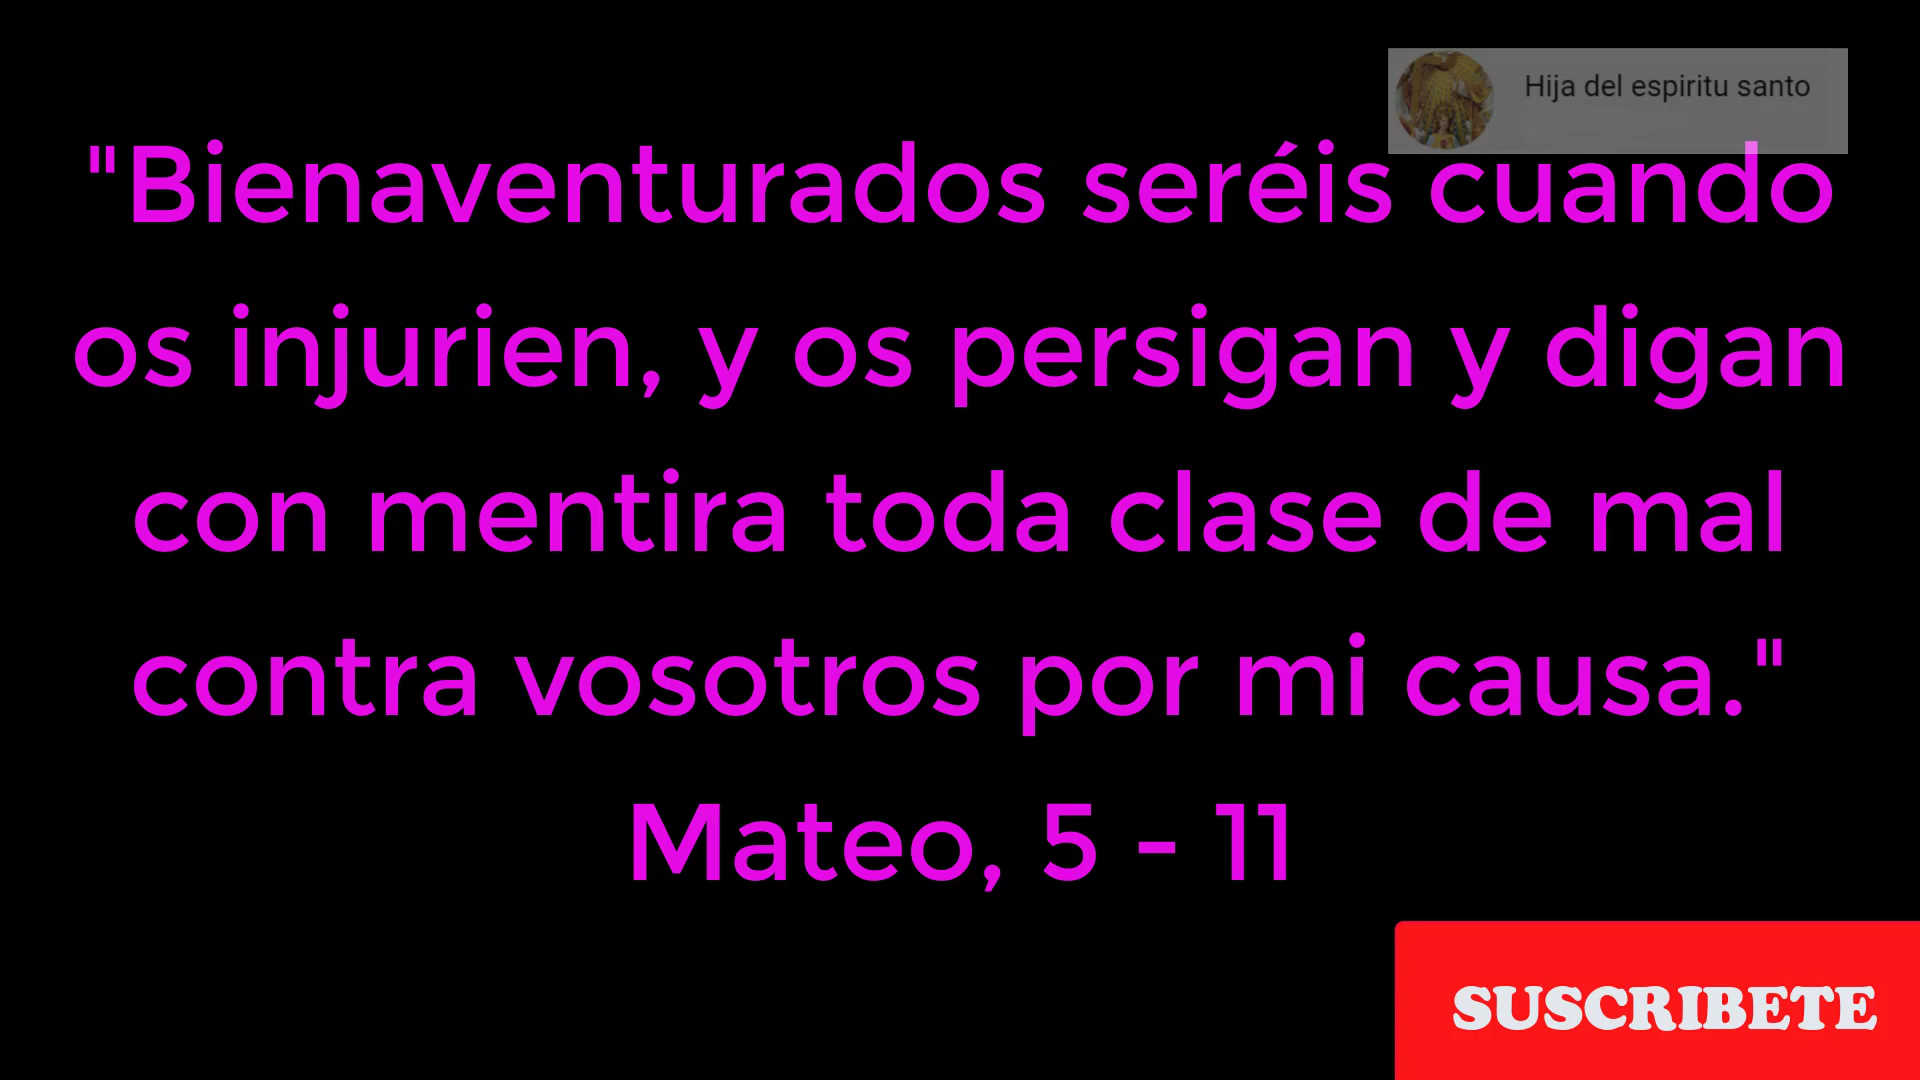 Hija del espiritu santo
"Bienaventurados seréis cuando
os injurien, y os persigan y digan
con mentira toda clase de mal
contra vosotros por mi causa."
Mateo, 5 - 11
SUSCRIBETE